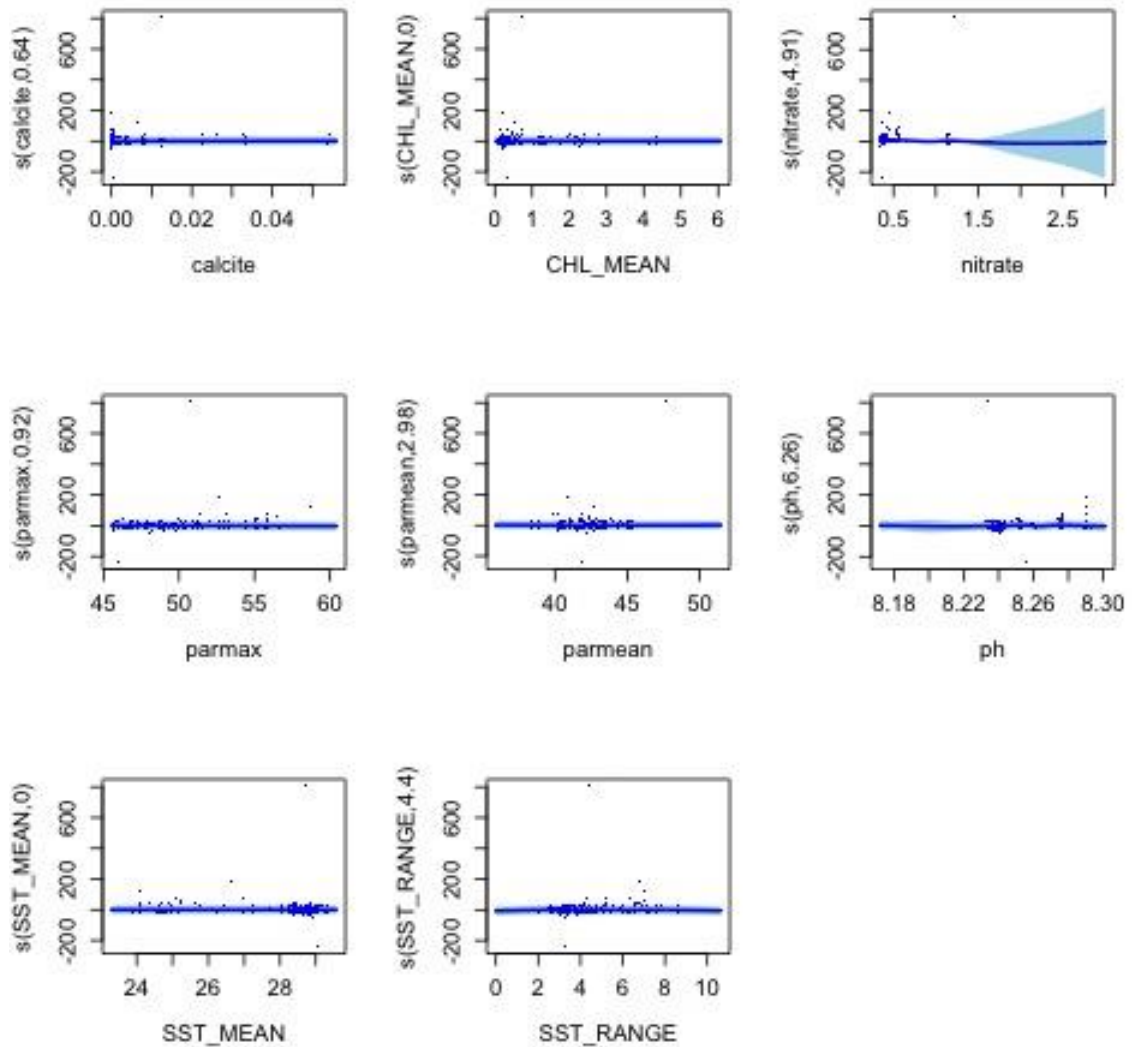 s(calcite,0.64)
600
200
-200
0.00 0.02 0.04
calcite
s(CHL_MEAN,0)
600
200
-200
0 1 2 3 4 5 6
CHL_MEAN
s(nitrate,4.91)
600
200
-200
0.5 1.5 2.5
nitrate
s(parmax,0.92)
600
200
-200
45 50 55 60
parmax
s(parmean,2.98)
600
200
-200
40 45 50
parmean
s(ph,6.26)
600
200
-200
8.18 8.22 8.26 8.30
ph
s(SST_MEAN,0)
600
200
-200
24 26 28
SST_MEAN
s(SST_RANGE,4.4)
600
200
-200
0 2 4 6 8 10
SST_RANGE